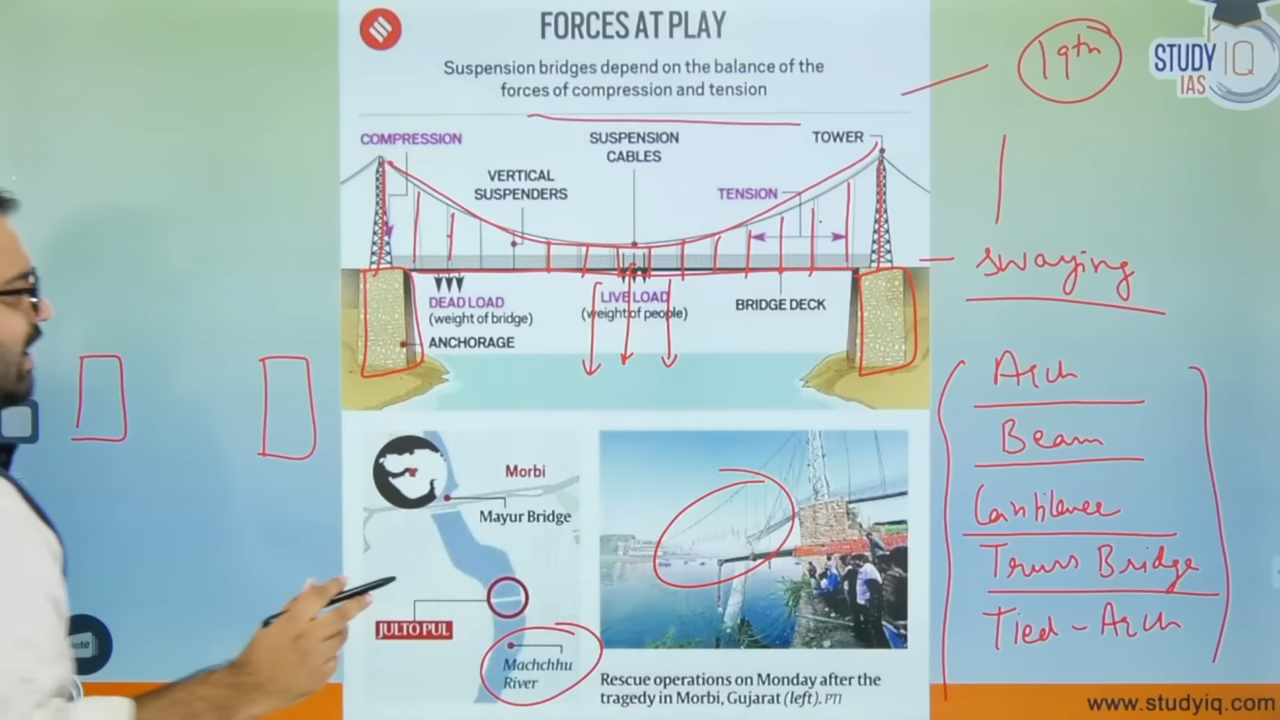 FORCES AT PLAY
Suspension bridges depend on the balance of the
forces of compression and tension
19th
STUDY IQ
IAS
COMPRESSION
SUSPENSION
CABLES
TOWER
VERTICAL
SUSPENDERS
TENSION
swaying
DEAD LOAD
(weight of bridge)
LIVE LOAD
(weight of people)
BRIDGE DECK
ANCHORAGE
Arch
Beam
Cantilever
Truss Bridge
Tied-Arch
Morbi
Mayur Bridge
JULTO PUL
Machchhu
River
Rescue operations on Monday after the
tragedy in Morbi, Gujarat (left). PTI
www.studyiq.com